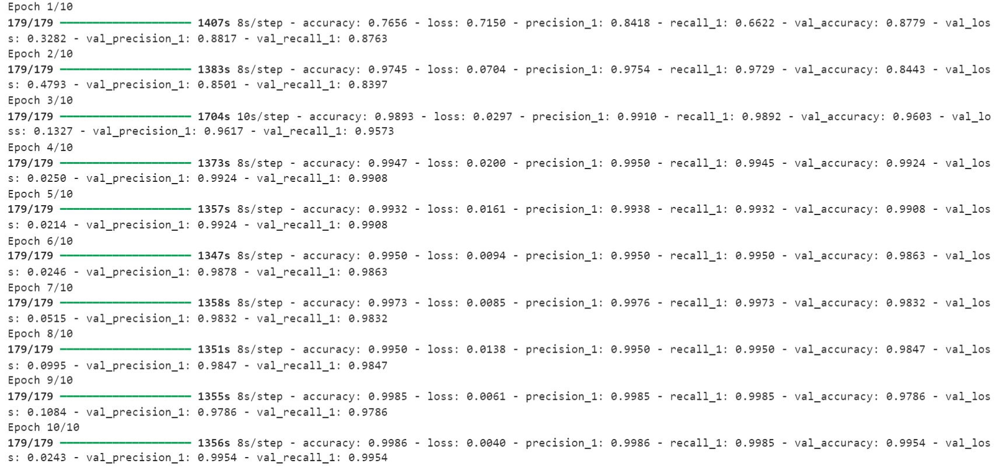 Epoch 1/10
179/179 ━━━━━━━━━━━━━━━━━━━━ 1407s 8s/step - accuracy: 0.7656 - loss: 0.7150 - precision_1: 0.8418 - recall_1: 0.6622 - val_accuracy: 0.8779 - val_los
s: 0.3282 - val_precision_1: 0.8817 - val_recall_1: 0.8763
Epoch 2/10
179/179 ━━━━━━━━━━━━━━━━━━━━ 1383s 8s/step - accuracy: 0.9745 - loss: 0.0704 - precision_1: 0.9754 - recall_1: 0.9729 - val_accuracy: 0.8443 - val_los
s: 0.4793 - val_precision_1: 0.8501 - val_recall_1: 0.8397
Epoch 3/10
179/179 ━━━━━━━━━━━━━━━━━━━━ 1704s 10s/step - accuracy: 0.9893 - loss: 0.0297 - precision_1: 0.9910 - recall_1: 0.9892 - val_accuracy: 0.9603 - val_lo
ss: 0.1327 - val_precision_1: 0.9617 - val_recall_1: 0.9573
Epoch 4/10
179/179 ━━━━━━━━━━━━━━━━━━━━ 1373s 8s/step - accuracy: 0.9947 - loss: 0.0200 - precision_1: 0.9950 - recall_1: 0.9945 - val_accuracy: 0.9924 - val_los
s: 0.0250 - val_precision_1: 0.9924 - val_recall_1: 0.9908
Epoch 5/10
179/179 ━━━━━━━━━━━━━━━━━━━━ 1357s 8s/step - accuracy: 0.9932 - loss: 0.0161 - precision_1: 0.9938 - recall_1: 0.9932 - val_accuracy: 0.9908 - val_los
s: 0.0214 - val_precision_1: 0.9924 - val_recall_1: 0.9908
Epoch 6/10
179/179 ━━━━━━━━━━━━━━━━━━━━ 1347s 8s/step - accuracy: 0.9950 - loss: 0.0094 - precision_1: 0.9950 - recall_1: 0.9950 - val_accuracy: 0.9863 - val_los
s: 0.0246 - val_precision_1: 0.9878 - val_recall_1: 0.9863
Epoch 7/10
179/179 ━━━━━━━━━━━━━━━━━━━━ 1358s 8s/step - accuracy: 0.9973 - loss: 0.0085 - precision_1: 0.9976 - recall_1: 0.9973 - val_accuracy: 0.9832 - val_los
s: 0.0515 - val_precision_1: 0.9832 - val_recall_1: 0.9832
Epoch 8/10
179/179 ━━━━━━━━━━━━━━━━━━━━ 1351s 8s/step - accuracy: 0.9950 - loss: 0.0138 - precision_1: 0.9950 - recall_1: 0.9950 - val_accuracy: 0.9847 - val_los
s: 0.0995 - val_precision_1: 0.9847 - val_recall_1: 0.9847
Epoch 9/10
179/179 ━━━━━━━━━━━━━━━━━━━━ 1355s 8s/step - accuracy: 0.9985 - loss: 0.0061 - precision_1: 0.9985 - recall_1: 0.9985 - val_accuracy: 0.9786 - val_los
s: 0.1084 - val_precision_1: 0.9786 - val_recall_1: 0.9786
Epoch 10/10
179/179 ━━━━━━━━━━━━━━━━━━━━ 1356s 8s/step - accuracy: 0.9986 - loss: 0.0040 - precision_1: 0.9986 - recall_1: 0.9985 - val_accuracy: 0.9954 - val_los
s: 0.0243 - val_precision_1: 0.9954 - val_recall_1: 0.9954